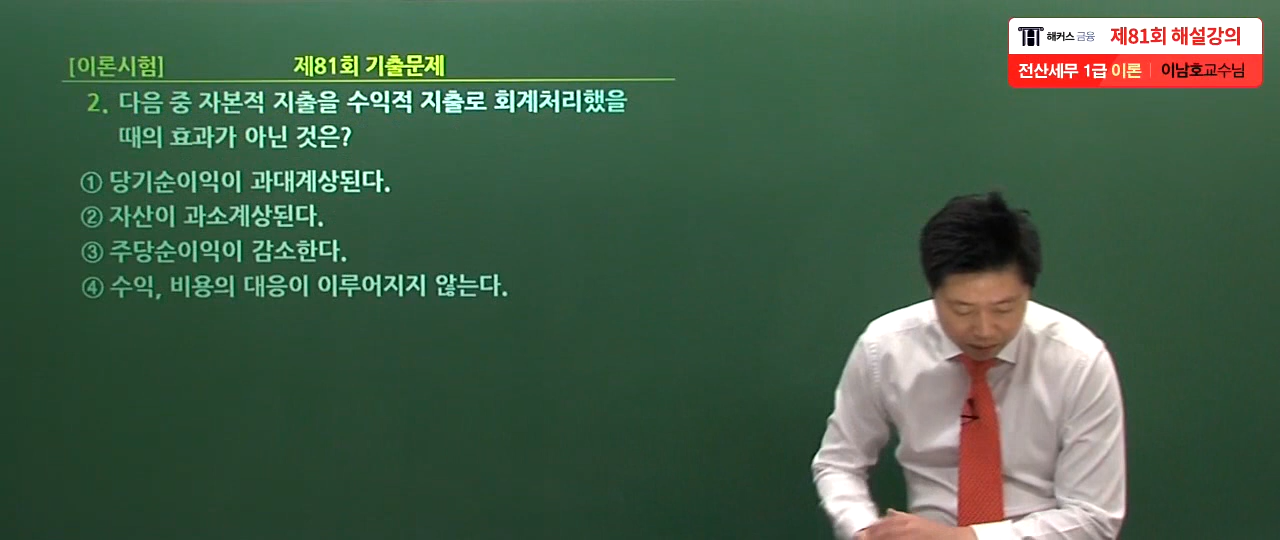 [이론시험] 제81회 기출문제
2. 다음 중 자본적 지출을 수익적 지출로 회계처리했을
때의 효과가 아닌 것은?
① 당기순이익이 과대계상된다.
② 자산이 과소계상된다.
③ 주당순이익이 감소한다.
④ 수익, 비용의 대응이 이루어지지 않는다.
해커스 금융 제81회 해설강의
전산세무 1급 이론 | 이남호교수님